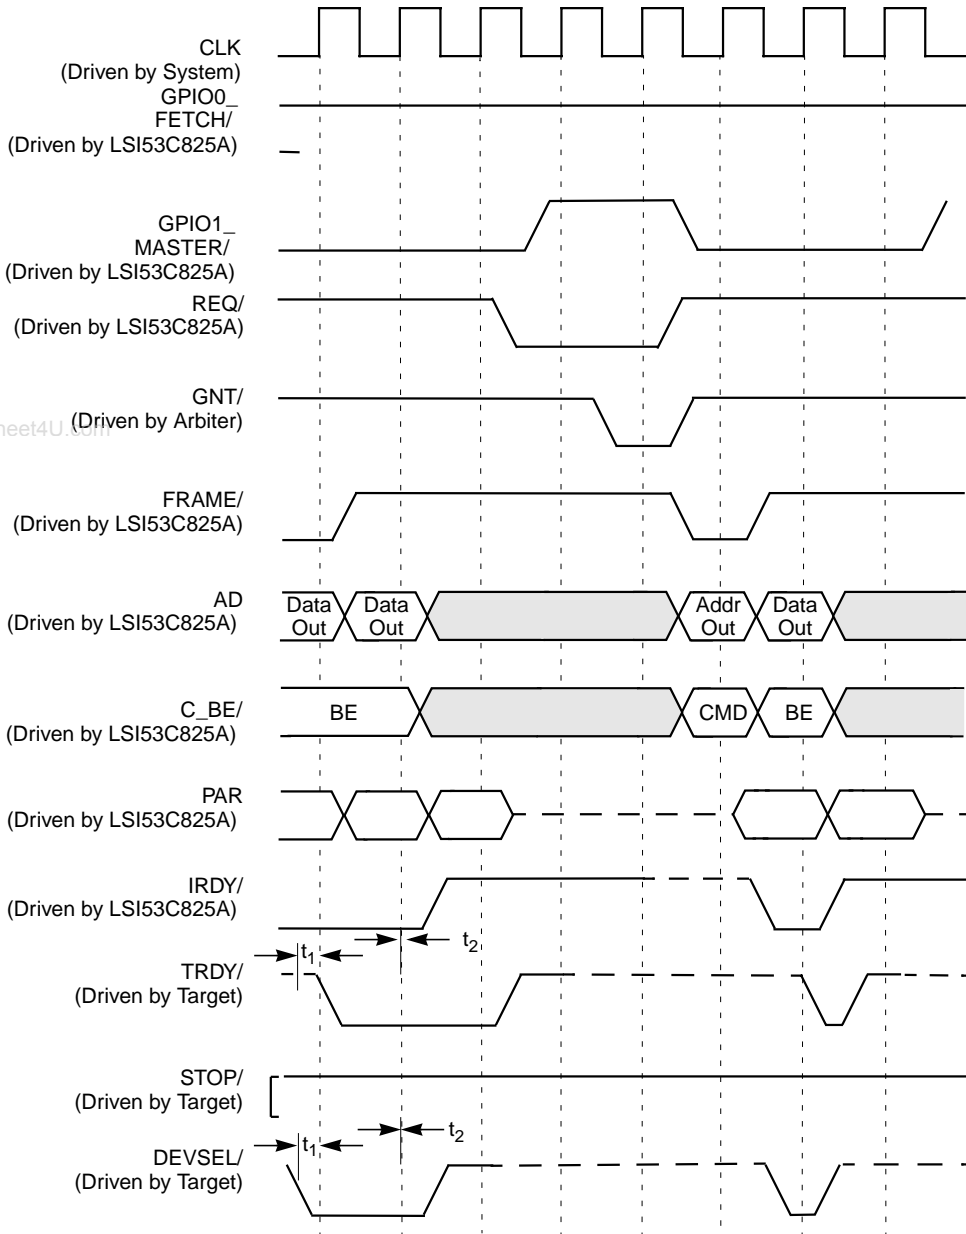 CLK
(Driven by System)
GPIO0_
FETCH/
(Driven by LSI53C825A)
GPIO1_
MASTER/
(Driven by LSI53C825A)
REQ/
(Driven by LSI53C825A)
GNT/
(Driven by Arbiter)
neet4U.com
FRAME/
(Driven by LSI53C825A)
AD
(Driven by LSI53C825A)
Data
Out
Data
Out
Addr
Out
Data
Out
C_BE/
(Driven by LSI53C825A)
BE
CMD
BE
PAR
(Driven by LSI53C825A)
IRDY/
(Driven by LSI53C825A)
t1
t2
TRDY/
(Driven by Target)
STOP/
(Driven by Target)
t1
t2
DEVSEL/
(Driven by Target)